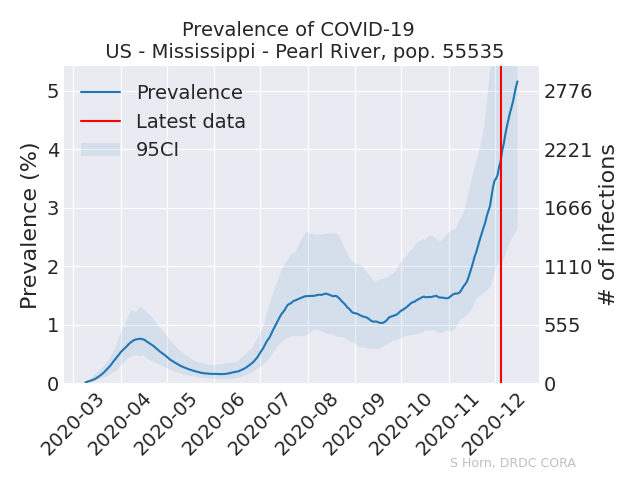 Prevalence of COVID-19
US - Mississippi - Pearl River, pop. 55535
Prevalence
Latest data
95CI
Prevalence (%)
5
4
3
2
1
0
2776
2221
1666
1110
555
0
# of infections
2020-03
2020-04
2020-05
2020-06
2020-07
2020-08
2020-09
2020-10
2020-11
2020-12
S Horn, DRDC CORA